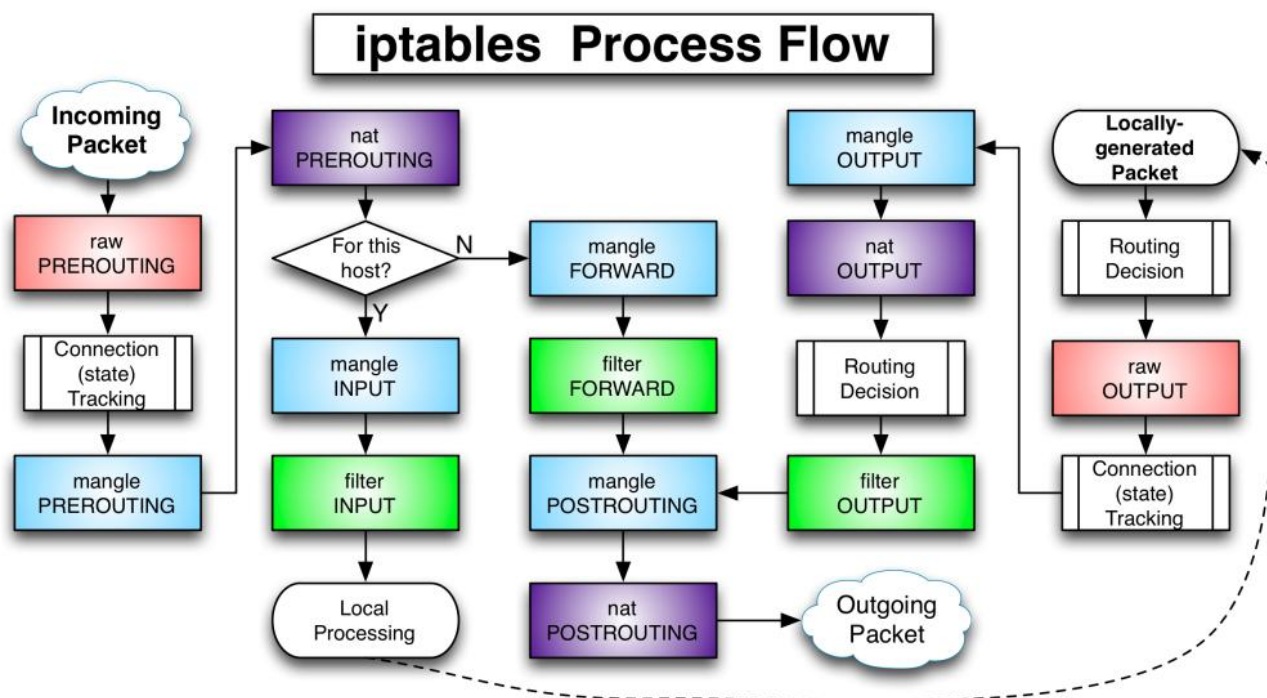 iptables  Process Flow
Incoming
Packet
raw
PREROUTING
Connection
(state)
Tracking
mangle
PREROUTING
nat
PREROUTING
For this
host?
N
Y
mangle
INPUT
filter
INPUT
Local
Processing
mangle
FORWARD
filter
FORWARD
mangle
POSTROUTING
nat
POSTROUTING
mangle
OUTPUT
nat
OUTPUT
Routing
Decision
filter
OUTPUT
Outgoing
Packet
Locally-
generated
Packet
Routing
Decision
raw
OUTPUT
Connection
(state)
Tracking